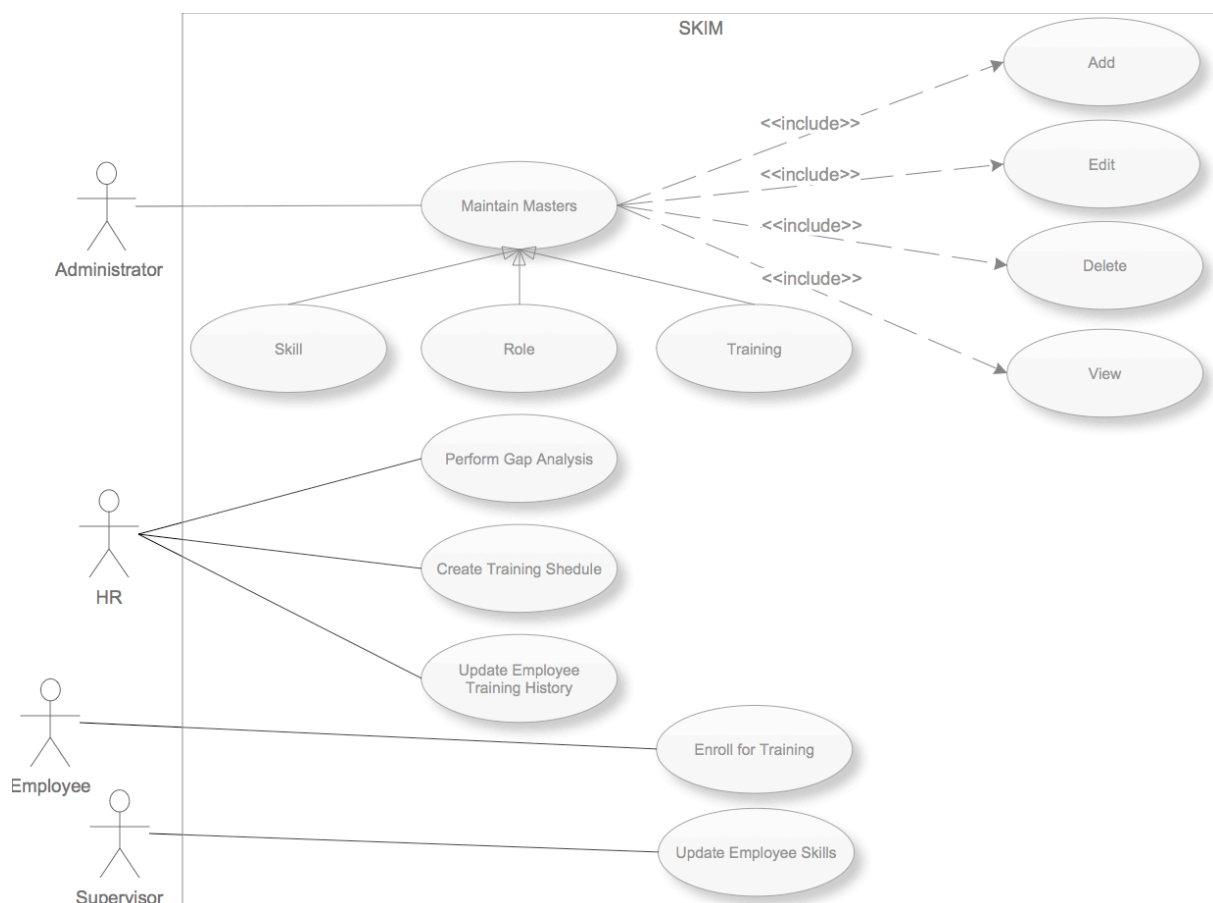 SKIM
Add
<<include>>
Edit
<<include>>
Maintain Masters
<<include>>
Delete
Administrator
<<include>>
Skill
Role
Training
View
Perform Gap Analysis
Create Training Shedule
HR
Update Employee
Training History
Enroll for Training
Employee
Update Employee Skills
Supervisor